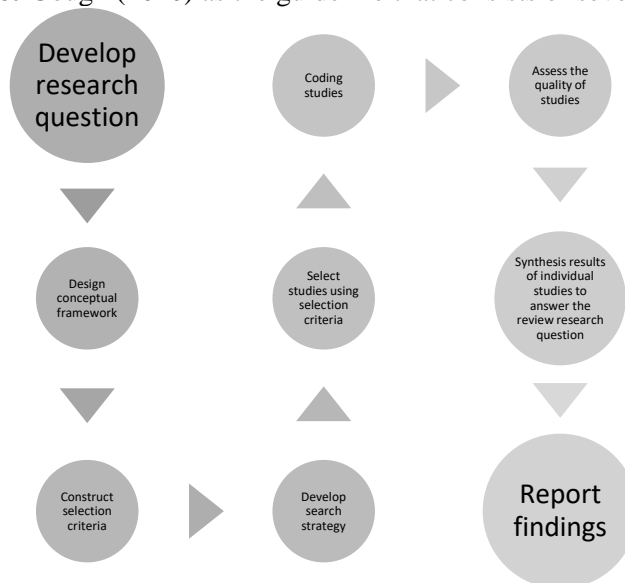 Develop
research
question
Design
conceptual
framework
Construct
selection
criteria
Develop
search
strategy
Select
studies using
selection
criteria
Coding
studies
Assess the
quality of
studies
Synthesis results
of individual
studies to
answer the
review research
question
Report
findings